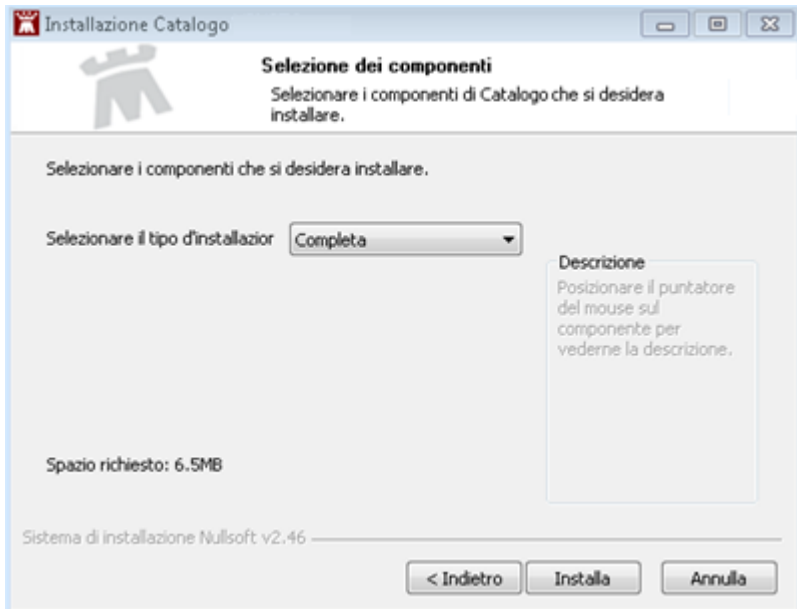 Installazione Catalogo
Selezione dei componenti
Selezionare i componenti di Catalogo che si desidera
installare.
Selezionare i componenti che si desidera installare.
Selezionare il tipo d'installazior
Completa
Descrizione
Posizionare il puntatore
del mouse sul
componente per
vederne la descrizione.
Spazio richiesto: 6.5MB
Sistema di installazione Nullsoft v2.46
< Indietro
Installa
Annulla